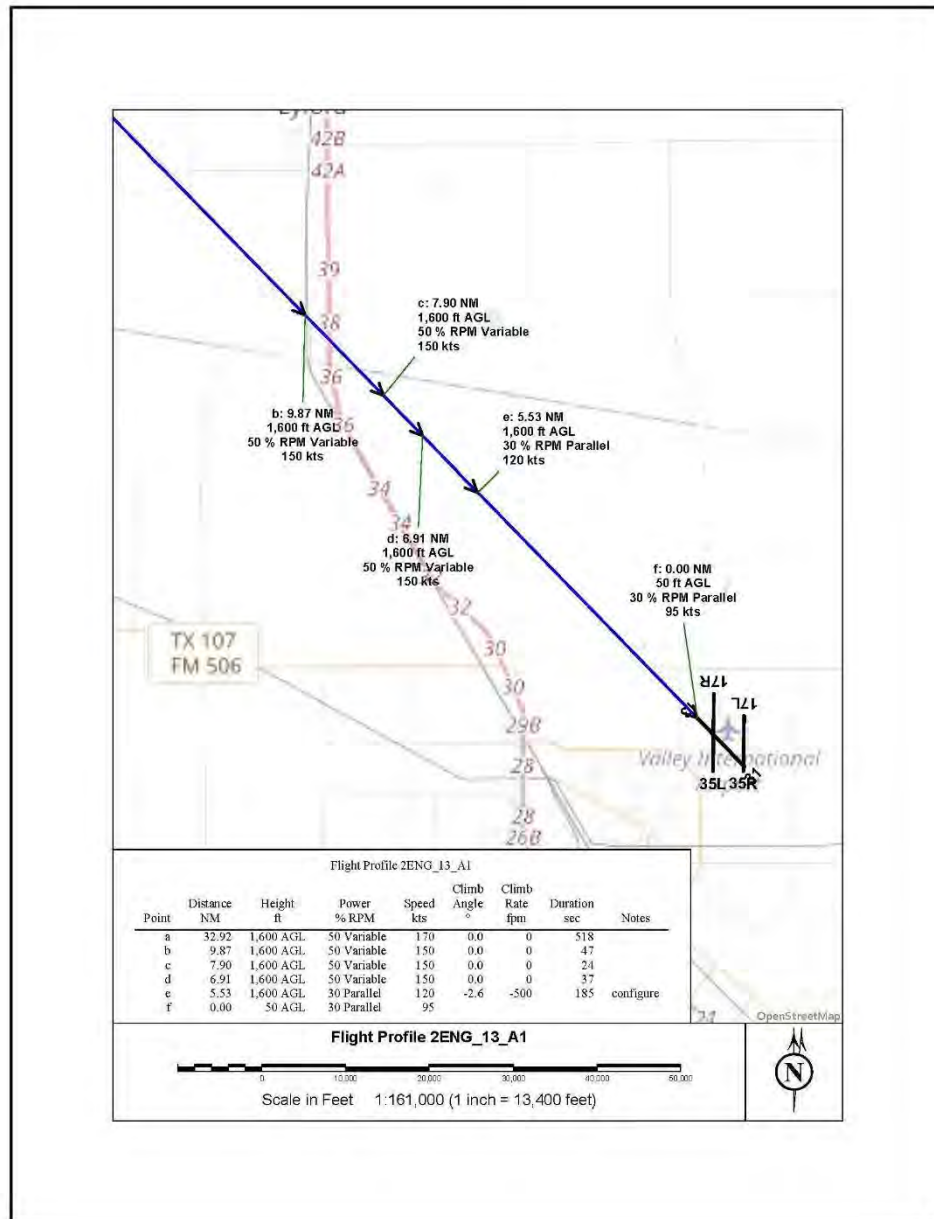 Lyford
42B
42A
39
38
36
36
34
34
32
30
30
29B
28
28
26B
c: 7.90 NM
1,600 ft AGL
50 % RPM Variable
150 kts
b: 9.87 NM
1,600 ft AGL
50 % RPM Variable
150 kts
e: 5.53 NM
1,600 ft AGL
30 % RPM Parallel
120 kts
d: 6.91 NM
1,600 ft AGL
50 % RPM Variable
150 kts
f: 0.00 NM
50 ft AGL
30 % RPM Parallel
95 kts
TX 107
FM 506
17R
17L
13
31
Valley International
35L 35R
Flight Profile 2ENG_13_A1
Climb Climb
Distance Height Power Speed Angle Rate Duration
Point NM ft % RPM kts ° fpm sec Notes
a 32.92 1,600 AGL 50 Variable 170 0.0 0 518
b 9.87 1,600 AGL 50 Variable 150 0.0 0 47
c 7.90 1,600 AGL 50 Variable 150 0.0 0 24
d 6.91 1,600 AGL 50 Variable 150 0.0 0 37
e 5.53 1,600 AGL 30 Parallel 120 -2.6 -500 185 configure
f 0.00 50 AGL 30 Parallel 95
OpenStreetMap
Flight Profile 2ENG_13_A1
0 10,000 20,000 30,000 40,000 50,000
Scale in Feet 1:161,000 (1 inch = 13,400 feet)
N